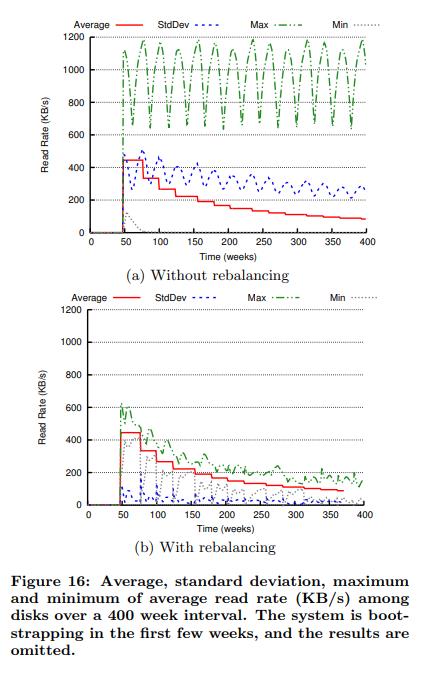 Average StdDev Max Min
1200
1000
800
600
400
200
0
Read Rate (KB/s)
0 50 100 150 200 250 300 350 400
Time (weeks)
(a) Without rebalancing
Average StdDev Max Min
1200
1000
800
600
400
200
0
Read Rate (KB/s)
0 50 100 150 200 250 300 350 400
Time (weeks)
(b) With rebalancing
Figure 16: Average, standard deviation, maximum
and minimum of average read rate (KB/s) among
disks over a 400 week interval. The system is boot-
strapping in the first few weeks, and the results are
omitted.